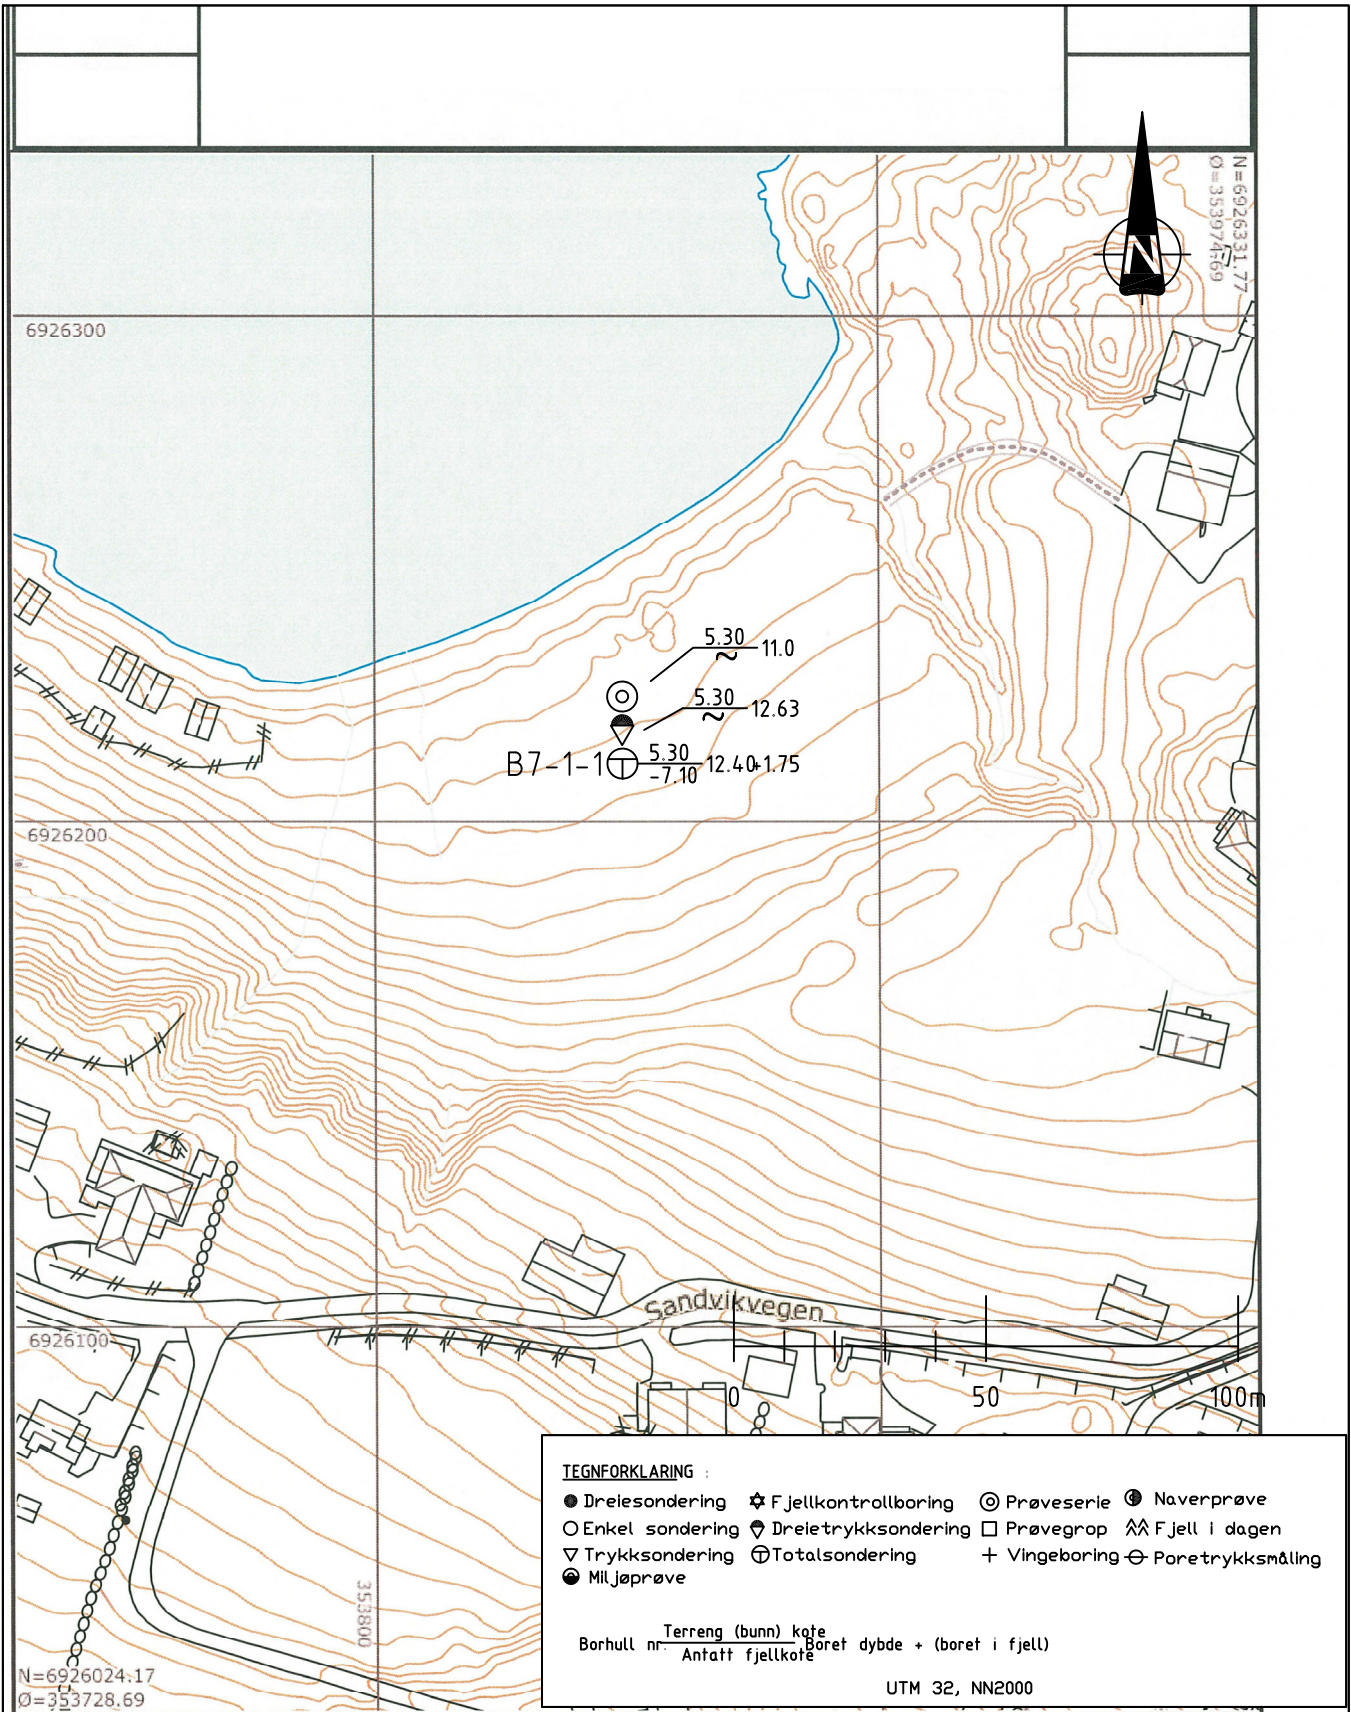 N=6926331.77
Ø=353974.69
N
6926300
5.30
~ 11.0
5.30
~ 12.63
B7-1-1 5.30 12.40+1.75
-7.10
6926200
Sandvikvegen
6926100
0 50 100m
353800
N=6926024.17
Ø=353728.69
TEGNFORKLARING :
Dreiesondering Fjellkontrollboring Prøveserie Naverprøve
Enkel sondering Dreietrykksondering Prøvegrop Fjell i dagen
Trykksondering Totalsondering Vingeboring Poretrykksmåling
Miljøprøve
Terreng (bunn) kote
Borhull nr. Boret dybde + (boret i fjell)
Antatt fjellkote
UTM 32, NN2000